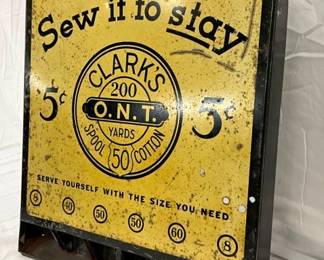 Sew it to stay
CLARK'S
200
5¢ O.N.T. 5¢
YARDS
SPOOL 50 COTTON
SERVE YOURSELF WITH THE SIZE YOU NEED
8 40 50 50 60 8